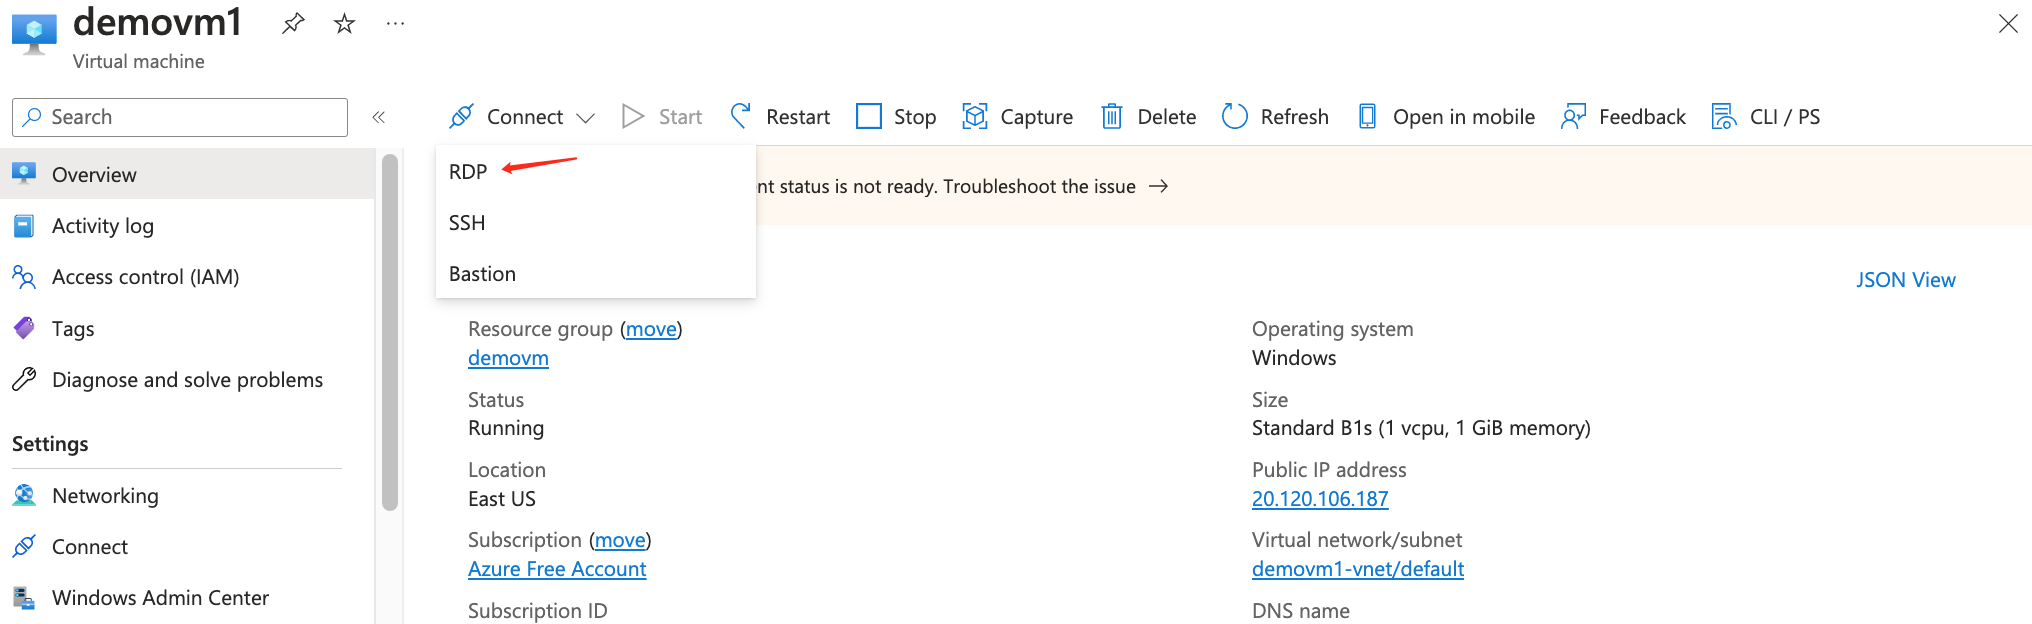 demovm1
Virtual machine
Search
Connect
Start
Restart
Stop
Capture
Delete
Refresh
Open in mobile
Feedback
CLI / PS
Overview
Activity log
Access control (IAM)
Tags
Diagnose and solve problems
Settings
Networking
Connect
Windows Admin Center
RDP
SSH
Bastion
nt status is not ready. Troubleshoot the issue →
JSON View
Resource group (move)
demovm
Status
Running
Location
East US
Subscription (move)
Azure Free Account
Subscription ID
Operating system
Windows
Size
Standard B1s (1 vcpu, 1 GiB memory)
Public IP address
20.120.106.187
Virtual network/subnet
demovm1-vnet/default
DNS name